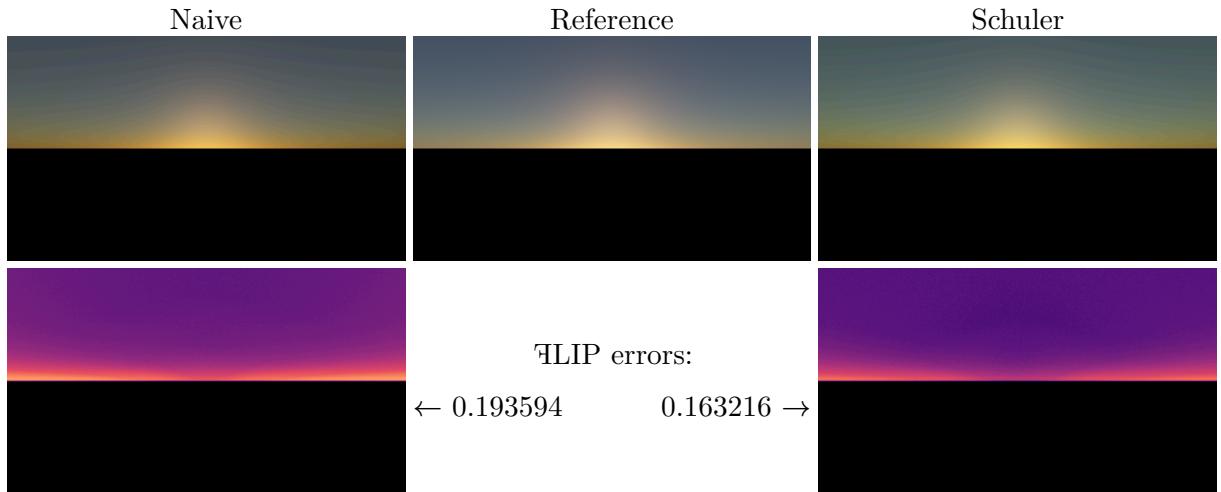 Naive
Reference
Schuler
ꟻLIP errors:
← 0.193594
0.163216 →